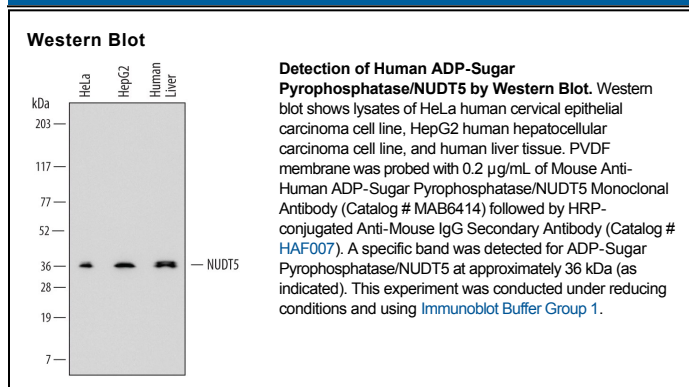 Western Blot
HeLa
HepG2
Human
Liver
kDa
203
117
77
52
36
28
19
7
NUDT5
Detection of Human ADP-Sugar
Pyrophosphatase/NUDT5 by Western Blot. Western
blot shows lysates of HeLa human cervical epithelial
carcinoma cell line, HepG2 human hepatocellular
carcinoma cell line, and human liver tissue. PVDF
membrane was probed with 0.2 µg/mL of Mouse Anti-
Human ADP-Sugar Pyrophosphatase/NUDT5 Monoclonal
Antibody (Catalog # MAB6414) followed by HRP-
conjugated Anti-Mouse IgG Secondary Antibody (Catalog #
HAF007). A specific band was detected for ADP-Sugar
Pyrophosphatase/NUDT5 at approximately 36 kDa (as
indicated). This experiment was conducted under reducing
conditions and using Immunoblot Buffer Group 1.